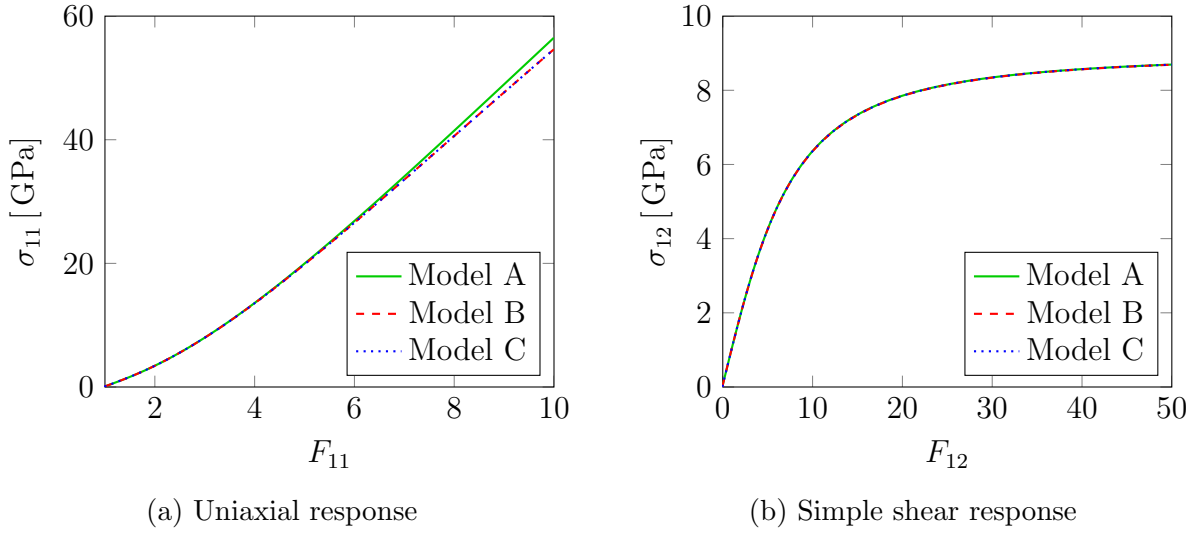 60
40
20
0
2
4
6
8
10
σ11 [GPa]
F11
Model A
Model B
Model C
(a) Uniaxial response
10
8
6
4
2
0
0
10
20
30
40
50
σ12 [GPa]
F12
Model A
Model B
Model C
(b) Simple shear response